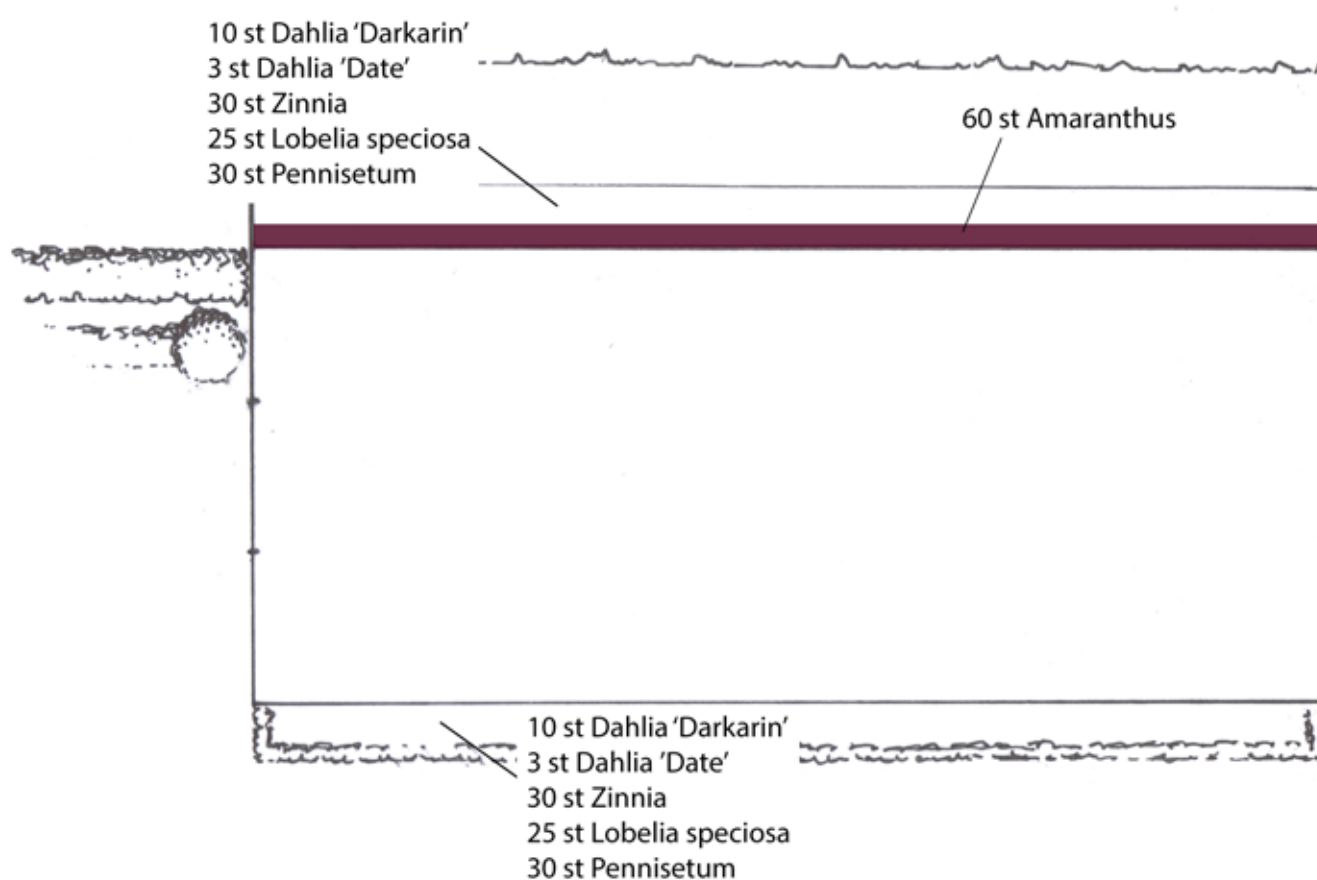 10 st Dahlia ‘Darkarin’
3 st Dahlia ’Date’
30 st Zinnia
25 st Lobelia speciosa
30 st Pennisetum
60 st Amaranthus
10 st Dahlia ‘Darkarin’
3 st Dahlia ’Date’
30 st Zinnia
25 st Lobelia speciosa
30 st Pennisetum